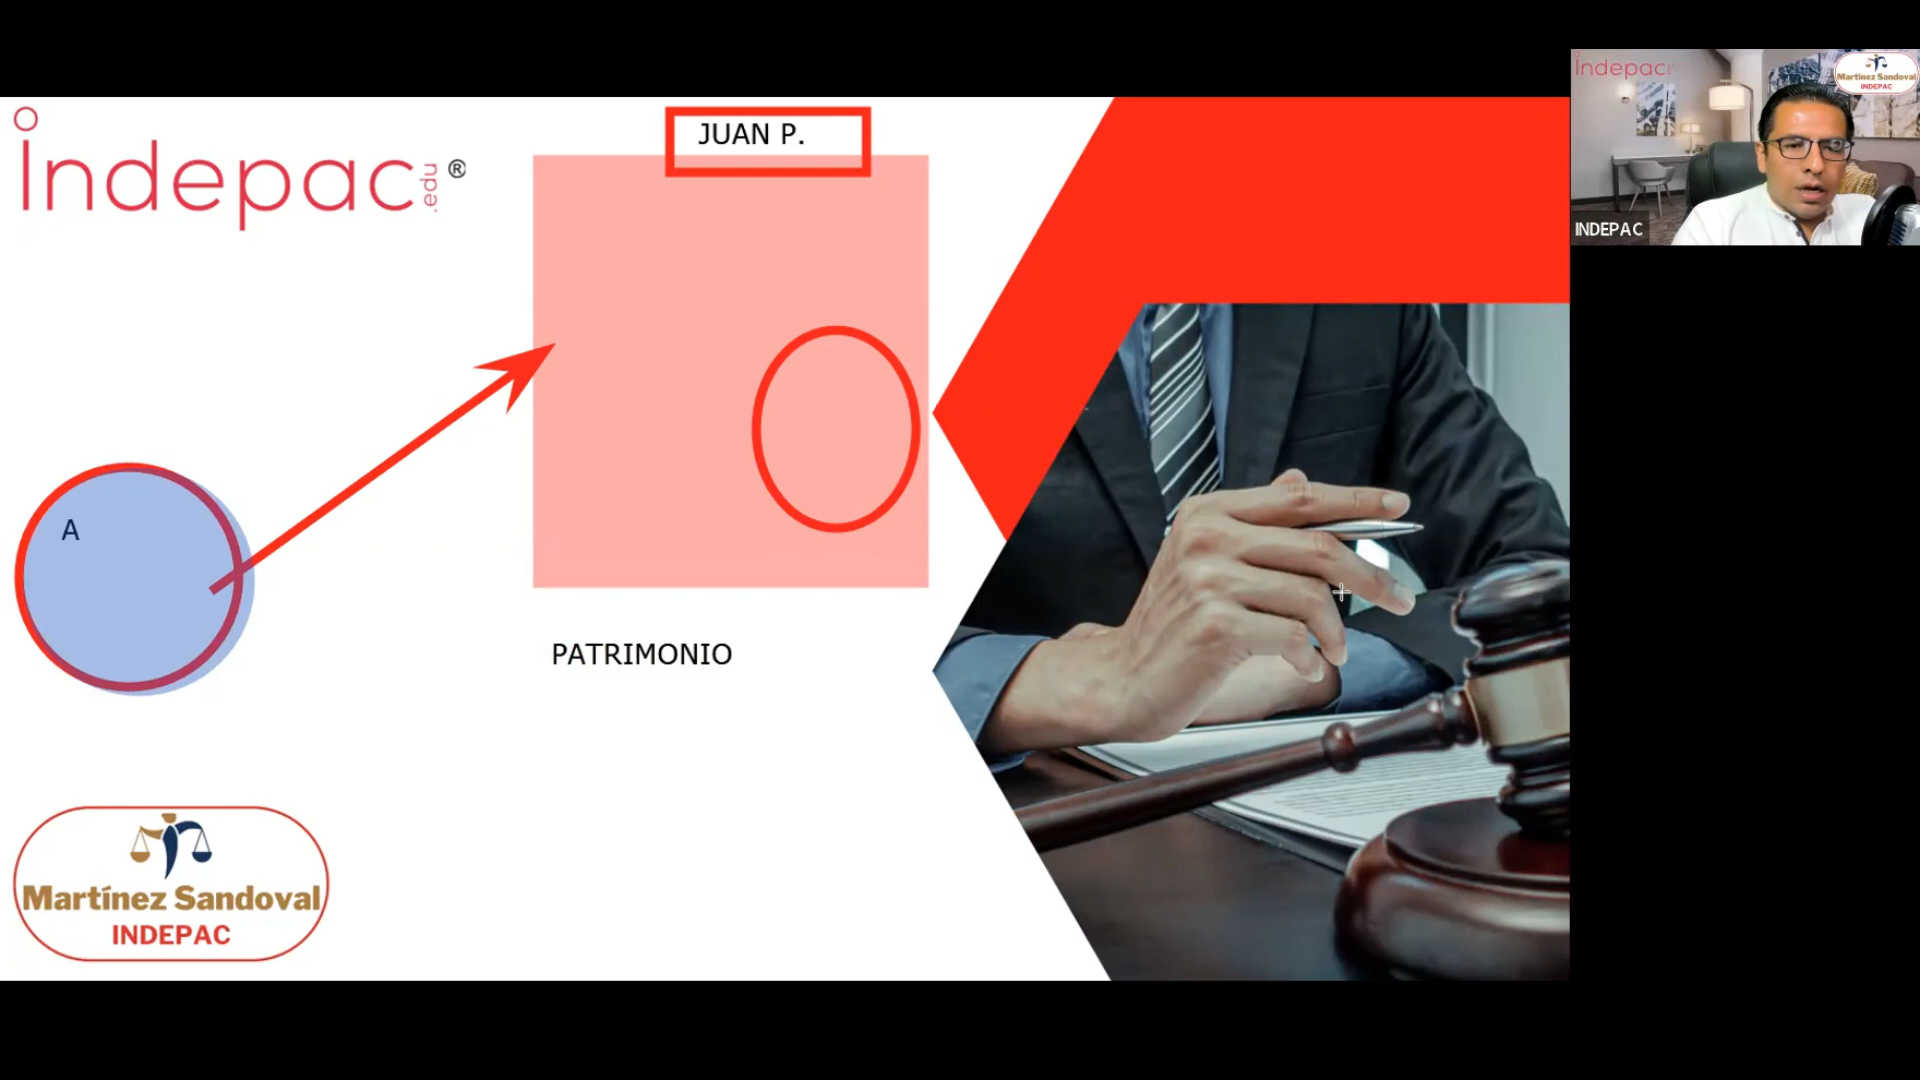 indepac.edu ®
JUAN P.
A
PATRIMONIO
Martínez Sandoval
INDEPAC
indepac
Martínez Sandoval
INDEPAC
INDEPAC